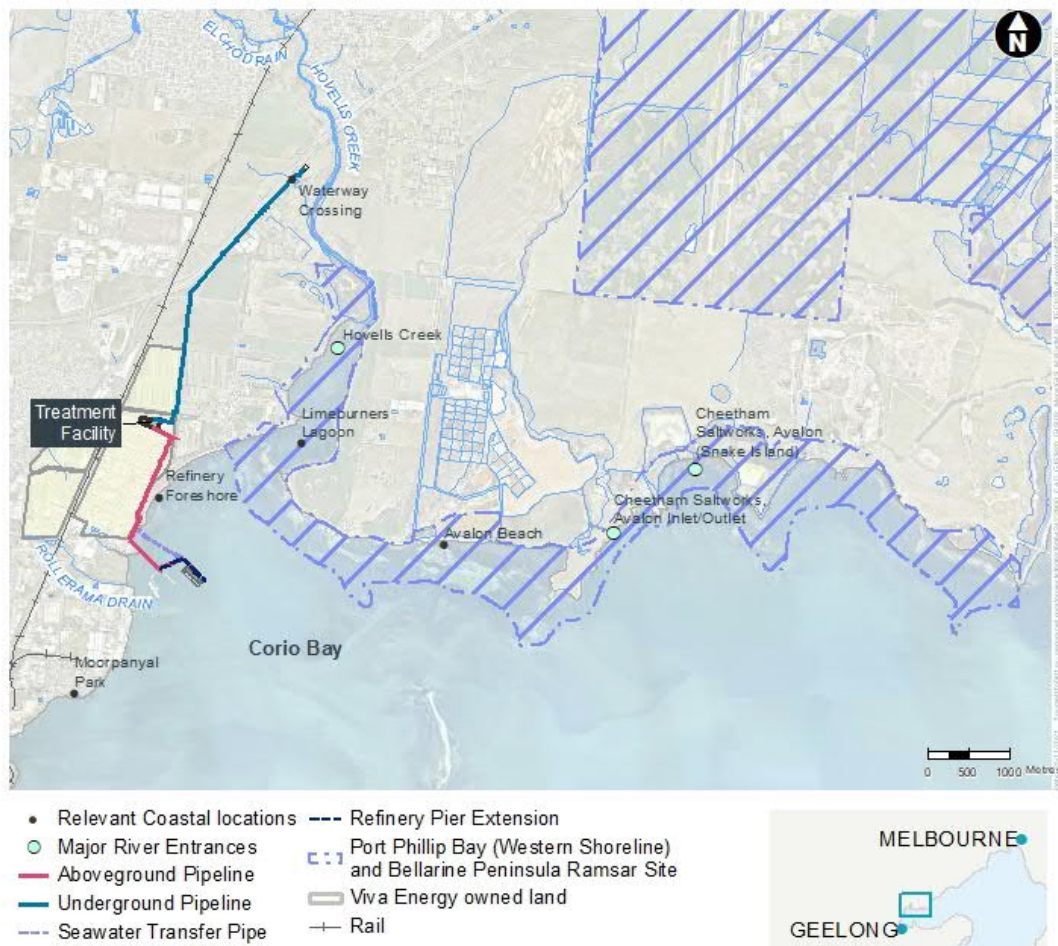 N
ELCHO DRAIN
HOVELLS CREEK
Waterway
Crossing
Hovells Creek
Treatment
Facility
Limeburners
Lagoon
Cheetham
Saltworks, Avalon
(Snake Island)
Refinery
Foreshore
Cheetham Saltworks,
Avalon Inlet/Outlet
Avalon Beach
ROLLERAMA DRAIN
Corio Bay
Moorpanyal
Park
0 500 1000 Metres
Relevant Coastal locations
Major River Entrances
Aboveground Pipeline
Underground Pipeline
Seawater Transfer Pipe
Refinery Pier Extension
Port Phillip Bay (Western Shoreline)
and Bellarine Peninsula Ramsar Site
Viva Energy owned land
Rail
MELBOURNE
GEELONG